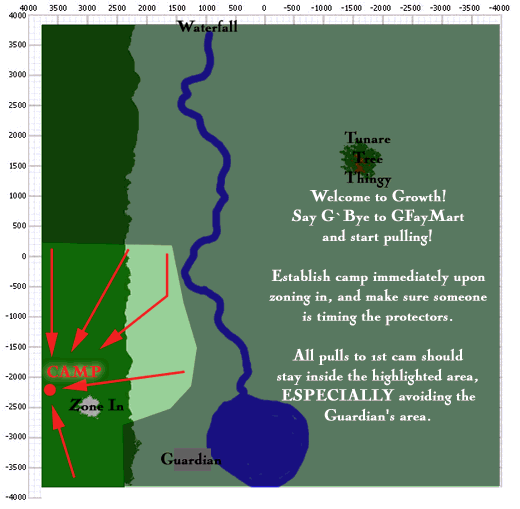 4000 3500 3000 2500 2000 1500 1000 500 0 -500 -1000 -1500 -2000 -2500 -3000 -3500 -4000
4000
3500
3000
2500
2000
1500
1000
500
0
-500
-1000
-1500
-2000
-2500
-3000
-3500
-4000
Waterfall
Tunare
Tree
Thingy
Welcome to Growth!
Say G`Bye to GFayMart
and start pulling!
Establish camp immediately upon
zoning in, and make sure someone
is timing the protectors.
All pulls to 1st cam should
stay inside the highlighted area,
ESPECIALLY avoiding the
Guardian's area.
CAMP
Zone In
Guardian